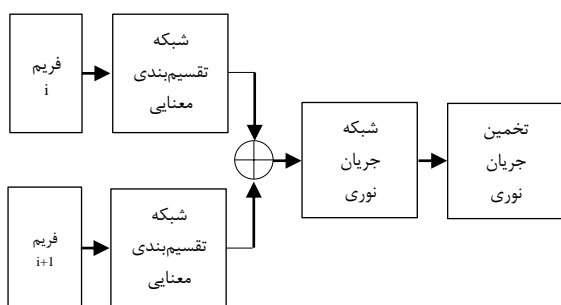 فریم
i
شبکه
تقسیم‌بندی
معنایی
شبکه
جریان
نوری
تخمین
جریان
نوری
فریم
i+1
شبکه
تقسیم‌بندی
معنایی